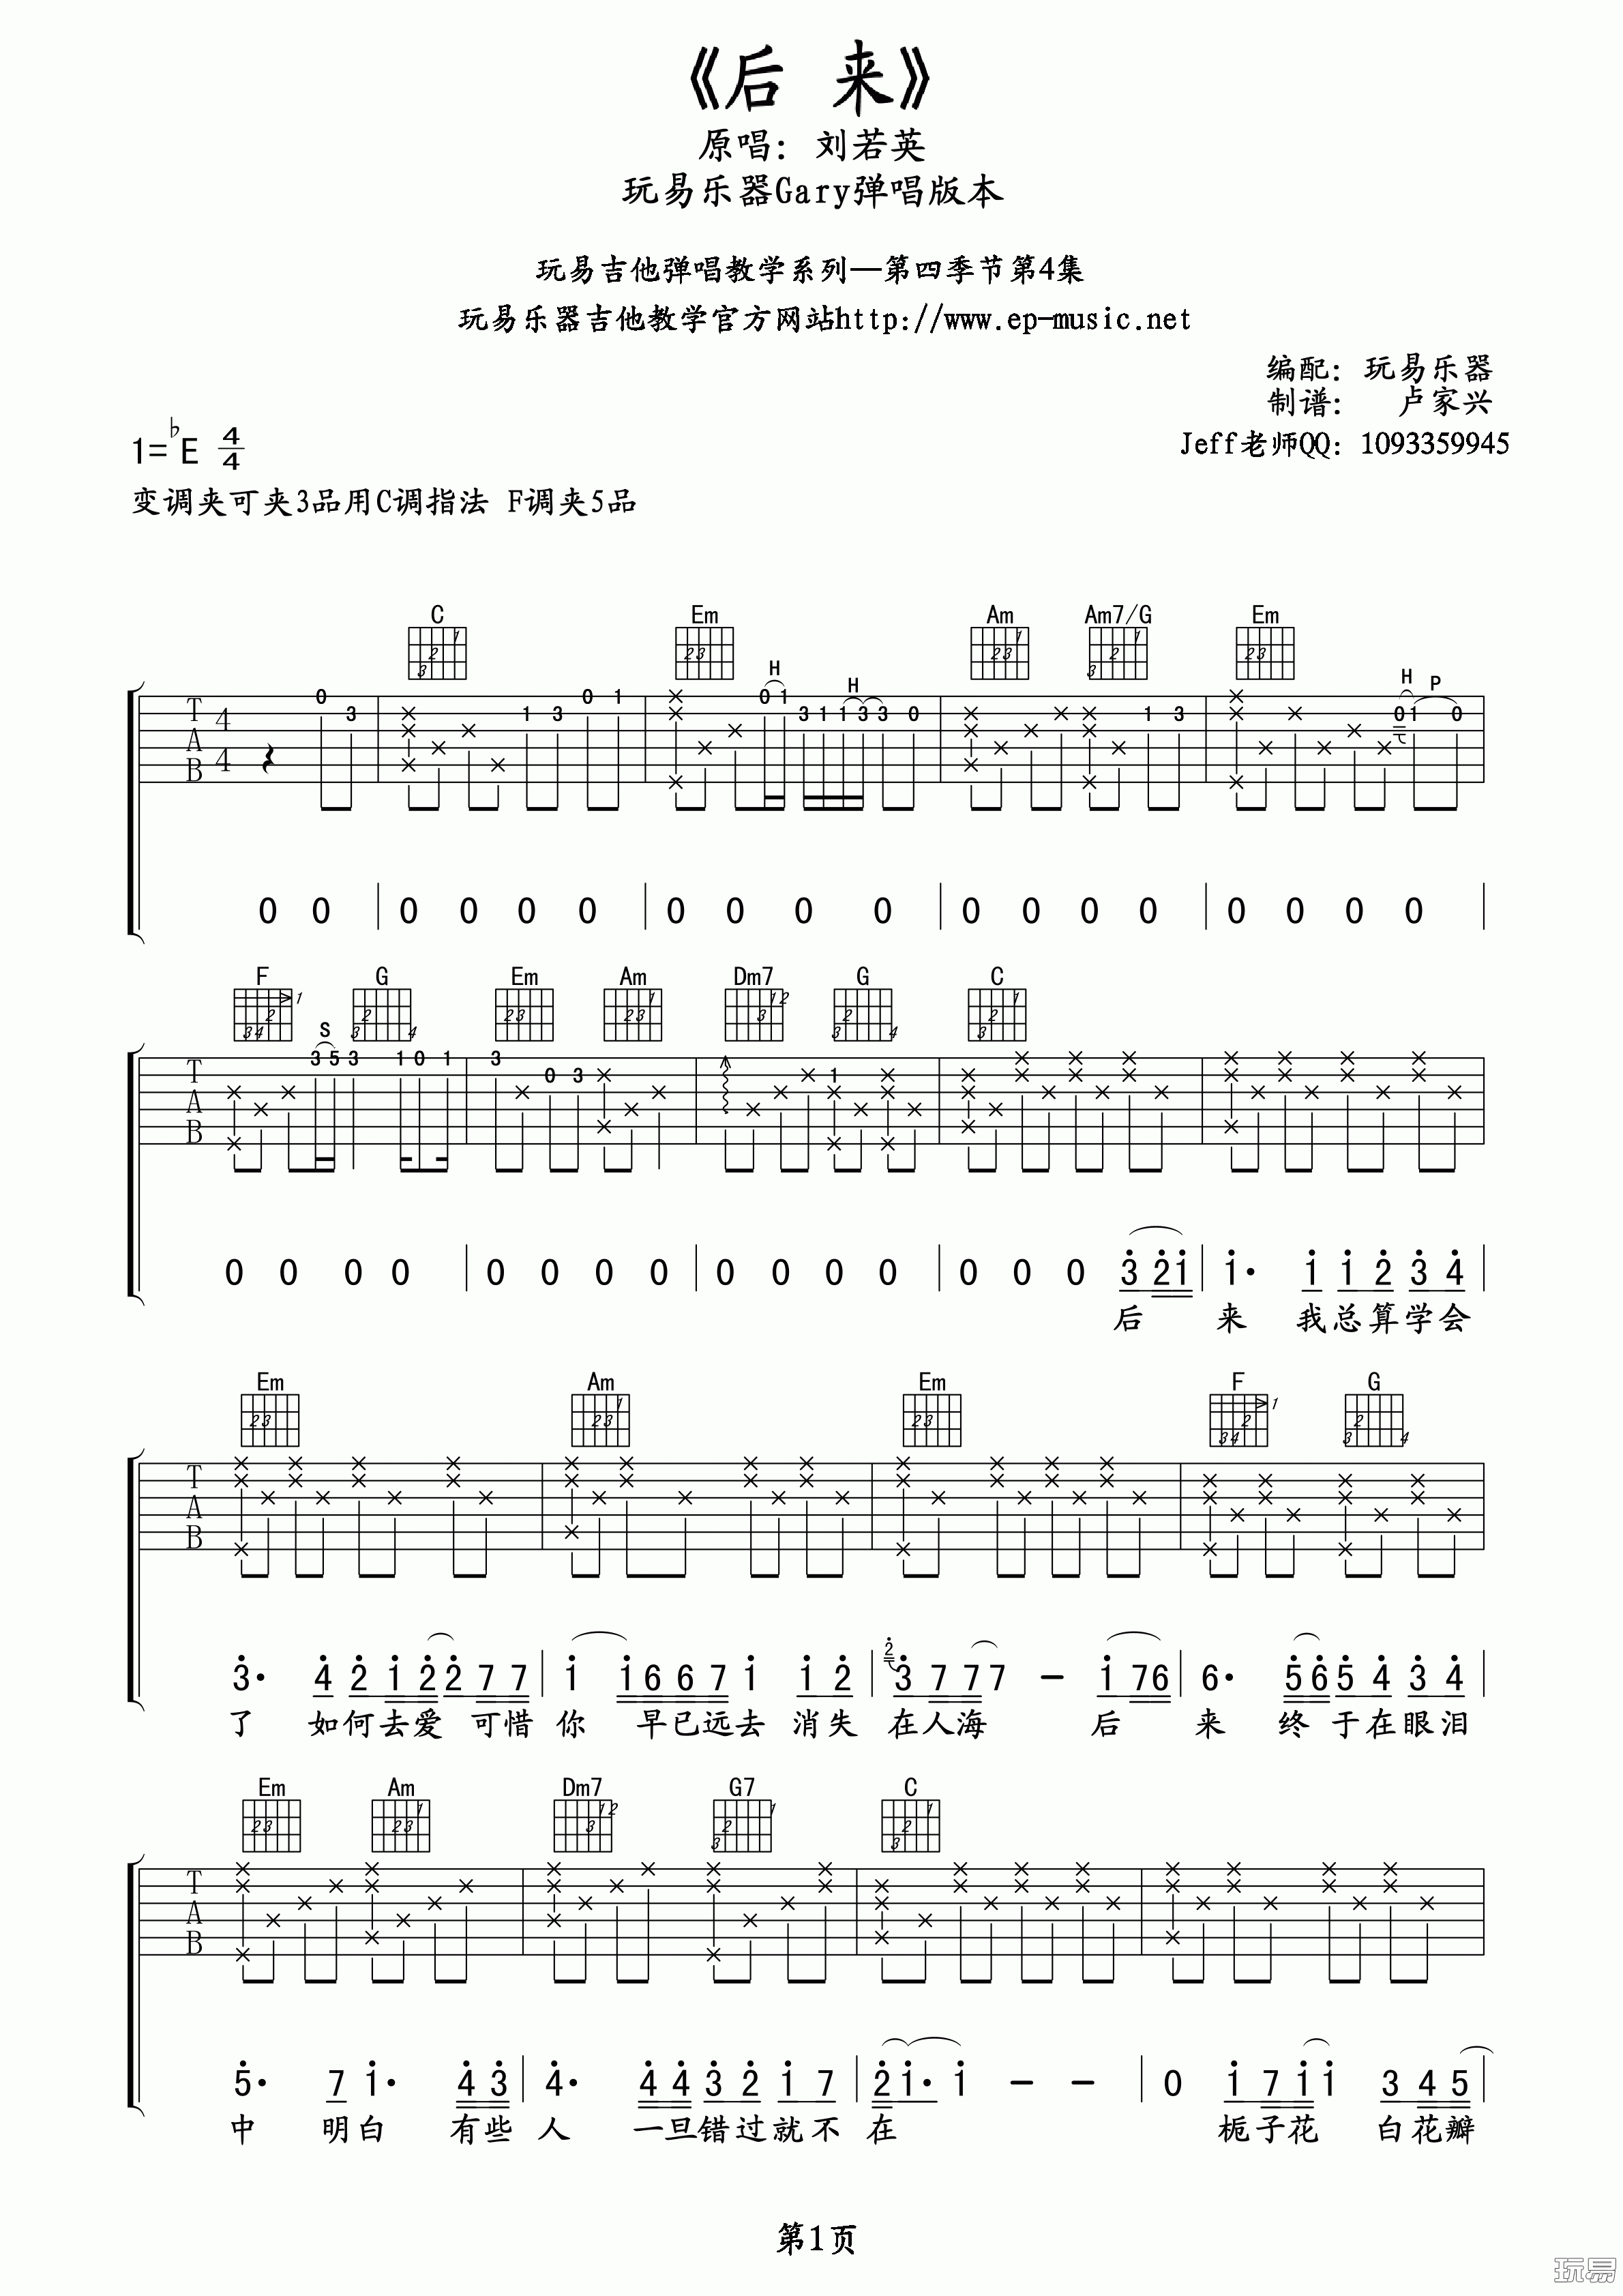 《后 来》
原唱：刘若英
玩易乐器Gary弹唱版本
玩易吉他弹唱教学系列—第四季节第4集
玩易乐器吉他教学官方网站http://www.ep-music.net
编配：玩易乐器
制谱： 卢家兴
Jeff老师QQ：1093359945
1=♭E 4/4
变调夹可夹3品用C调指法 F调夹5品
C Em Am Am7/G Em
H H H P
T A B 4 4 0 3 1 3 0 1 0 1 3 1 1 3 3 0 1 3 0 1 0
0 0 | 0 0 0 0 | 0 0 0 0 | 0 0 0 0 | 0 0 0 0 |
F G Em Am Dm7 G C
S
T A B 3 5 3 1 0 1 3 0 3 1
0 0 0 0 | 0 0 0 0 | 0 0 0 0 | 0 0 0 3 2 1 | 1· 1 1 2 3 4 |
后 来 我总算学会
Em Am Em F G
T A B
3· 4 2 1 2 2 7 7 | 1 1 6 6 7 1 1 2 | 2 3 7 7 7 — 1 7 6 | 6· 5 6 5 4 3 4 |
了 如何去爱 可惜 你 早已远去 消失 在人海 后 来 终 于在眼泪
Em Am Dm7 G7 C
T A B
5· 7 1· 4 3 | 4· 4 4 3 2 1 7 | 2 1· 1 — — | 0 1 7 1 1 3 4 5 |
中 明白 有些 人 一旦错过就不 在 栀子花 白花瓣
第1页
玩易